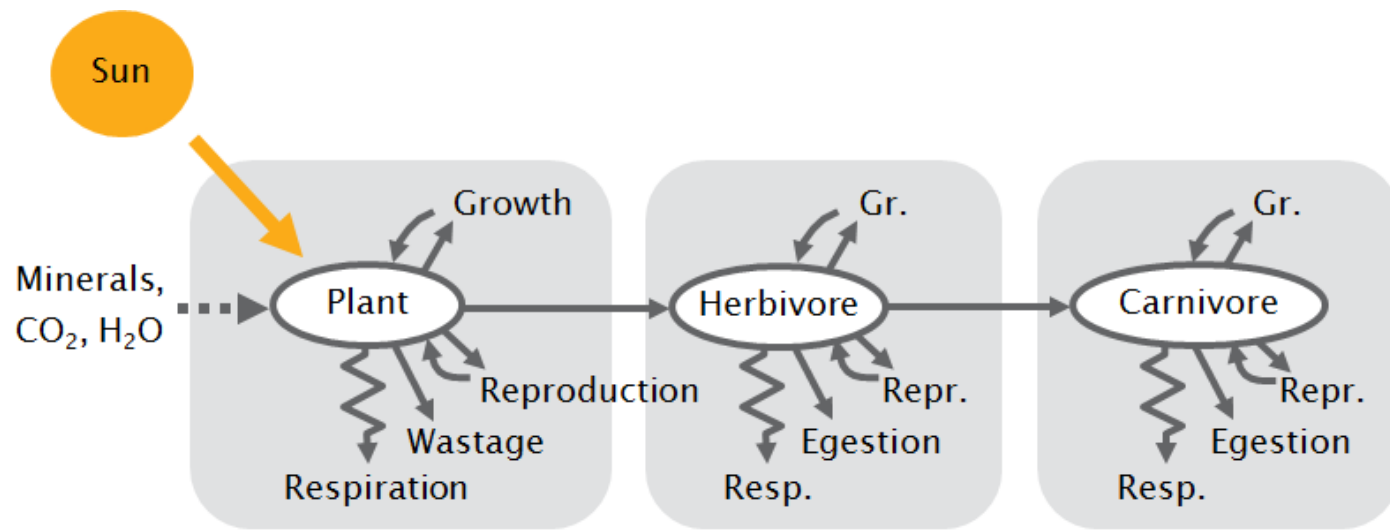 Sun
Minerals,
CO₂, H₂O
Plant
Growth
Reproduction
Wastage
Respiration
Herbivore
Gr.
Repr.
Egestion
Resp.
Carnivore
Gr.
Repr.
Egestion
Resp.